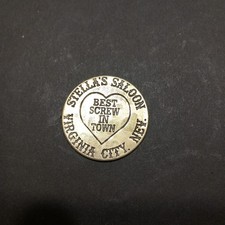 STELLA'S SALOON
BEST
SCREW
IN
TOWN
VIRGINIA CITY, NEV.